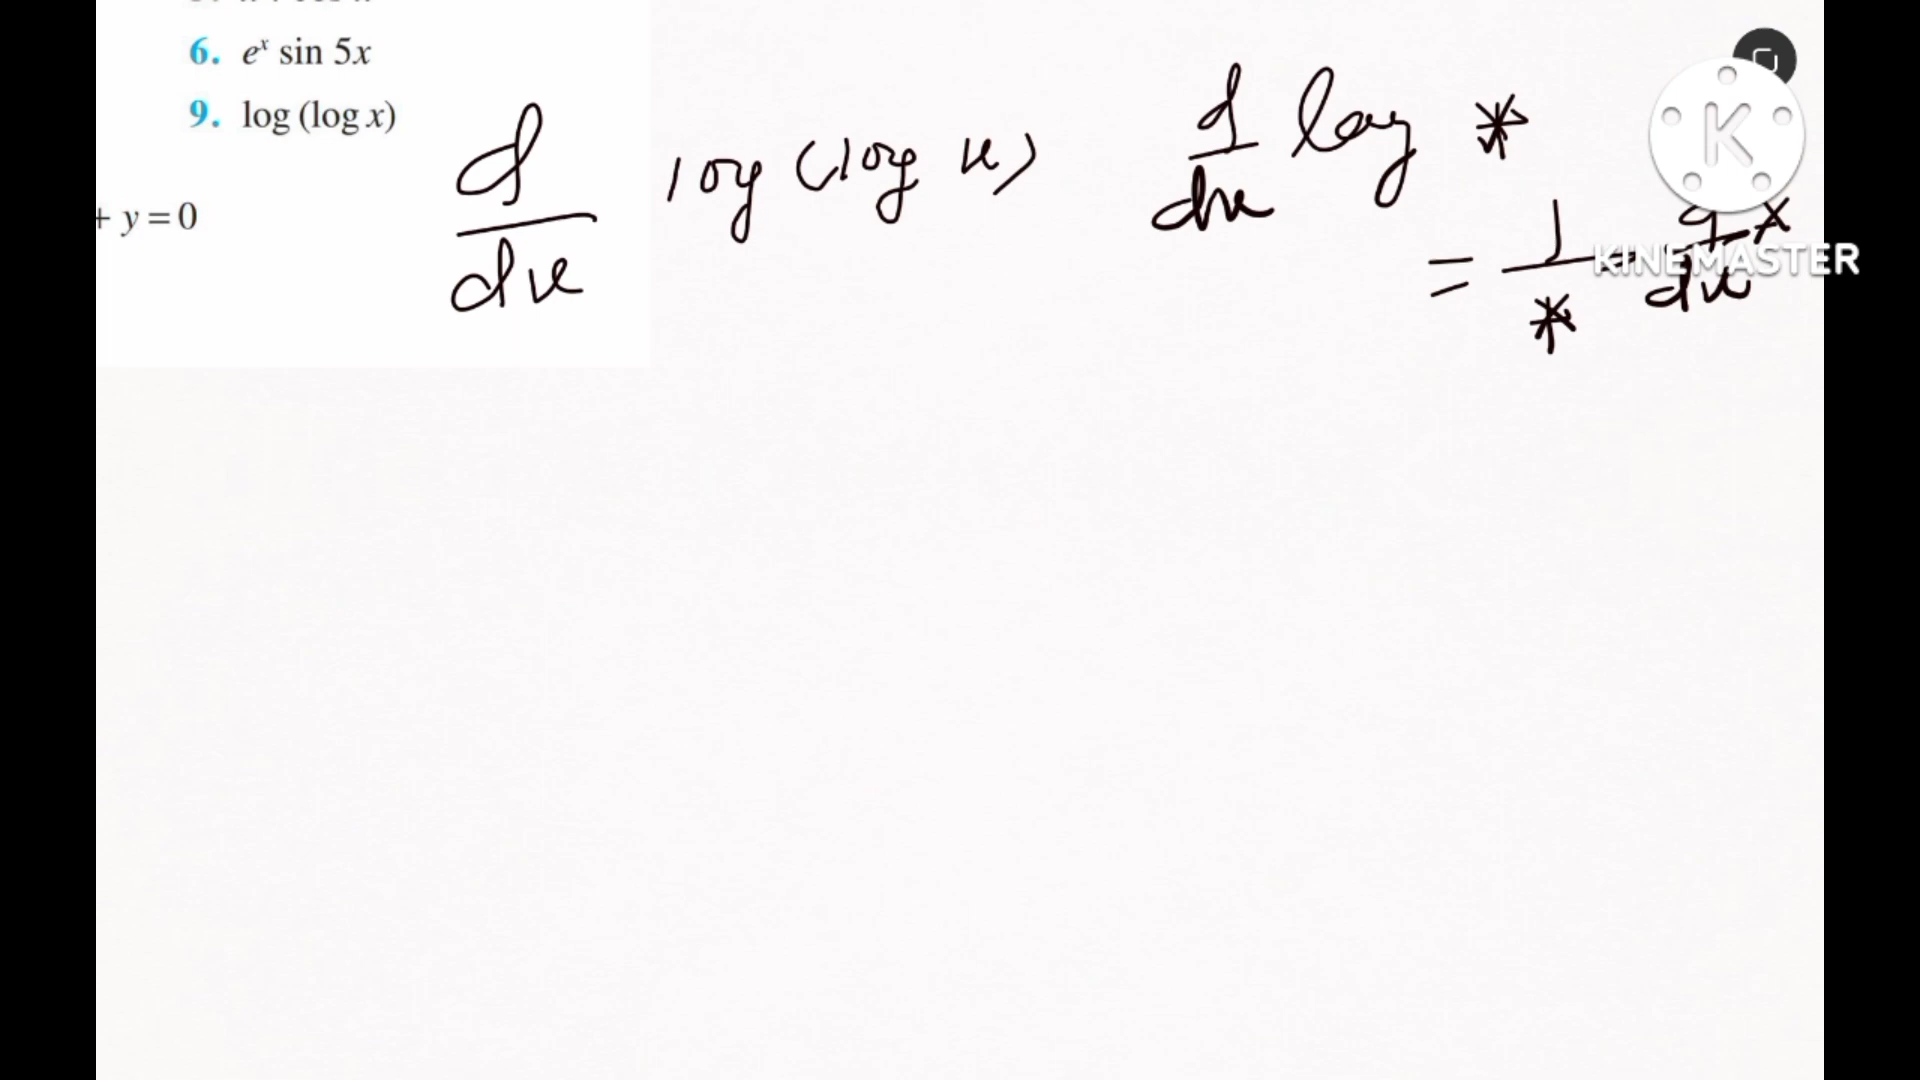 6. eˣ sin 5x
9. log (log x)
+ y = 0
d/dx log (log x)
d/dx log *
= 1/* d/dx *
K
KINEMASTER